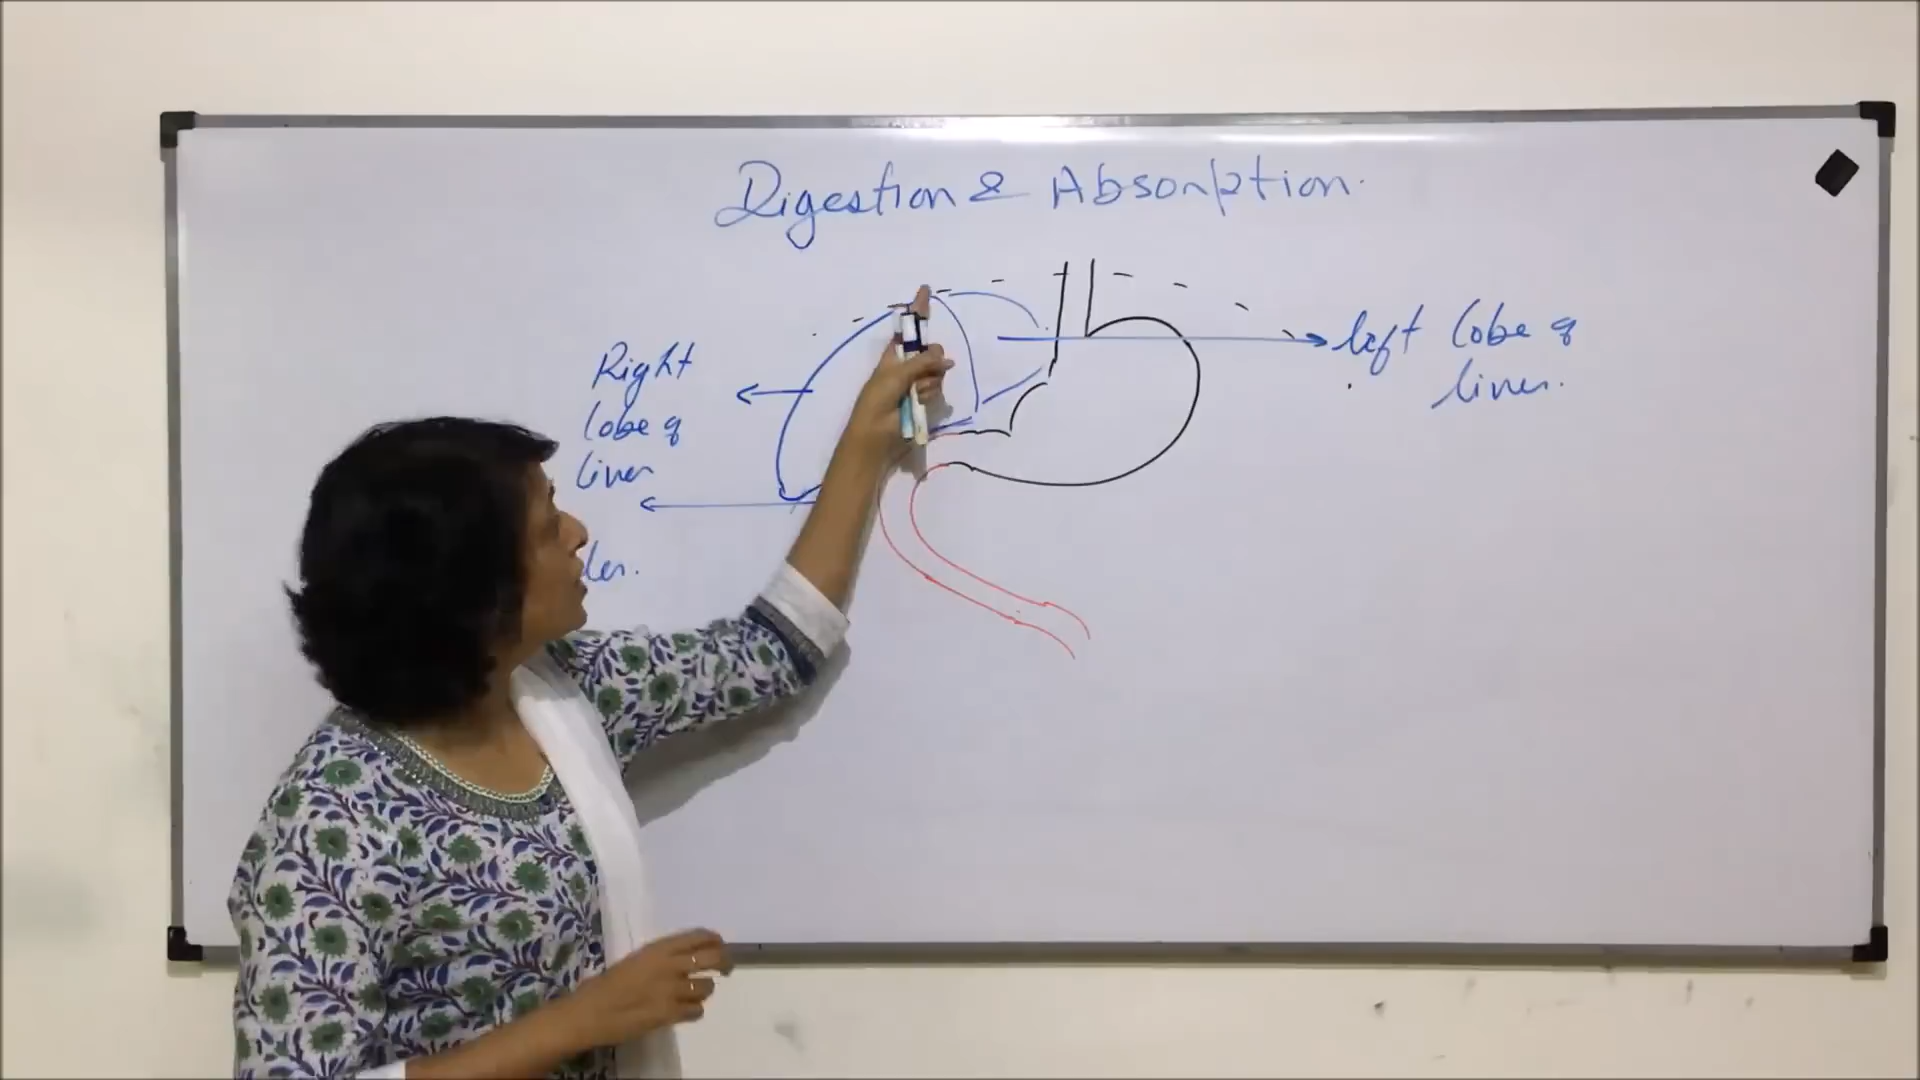 Digestion & Absorption.
Right
lobe of
liver
left lobe of
liver.